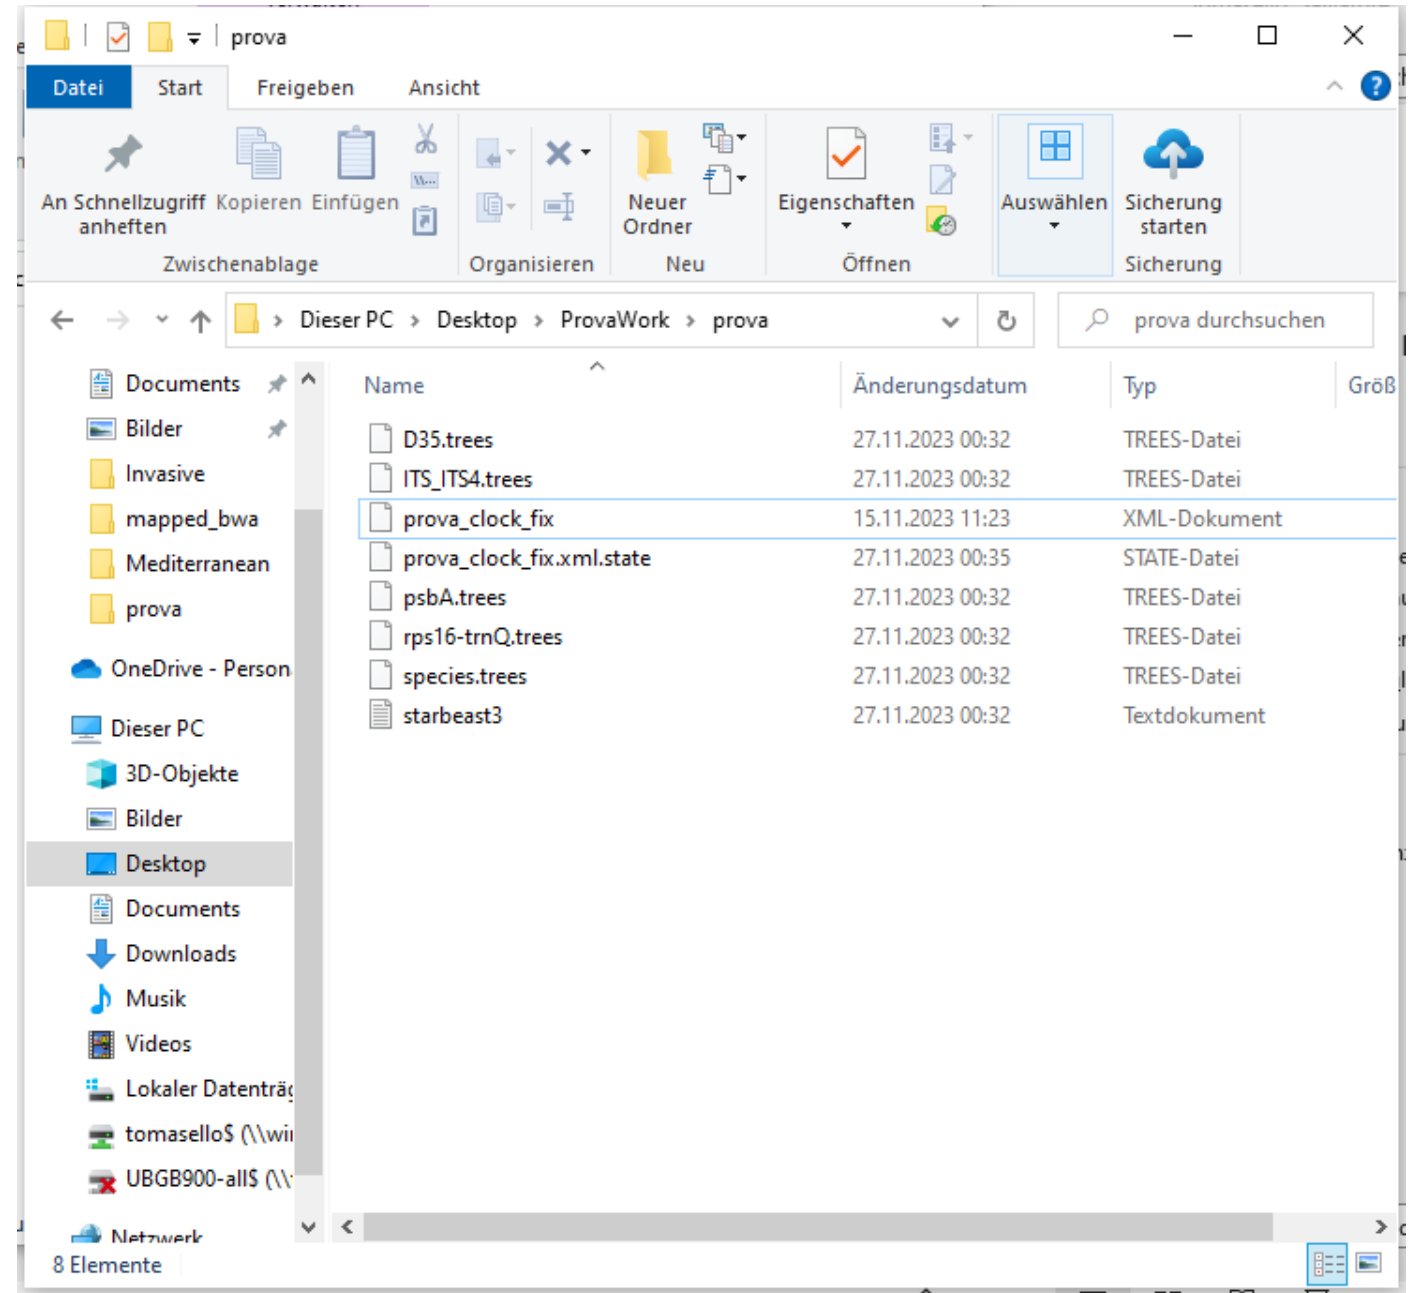 prova
Datei Start Freigeben Ansicht
An Schnellzugriff anheften
Kopieren
Einfügen
Neuer Ordner
Eigenschaften
Auswählen
Sicherung starten
Zwischenablage Organisieren Neu Öffnen Sicherung
Dieser PC > Desktop > ProvaWork > prova
prova durchsuchen
Documents
Bilder
Invasive
mapped_bwa
Mediterranean
prova
OneDrive - Person
Dieser PC
3D-Objekte
Bilder
Desktop
Documents
Downloads
Musik
Videos
Lokaler Datenträg
tomasello$ (\\wi
UBGB900-all$ (\\
Netzwerk
Name Änderungsdatum Typ Größ
D35.trees 27.11.2023 00:32 TREES-Datei
ITS_ITS4.trees 27.11.2023 00:32 TREES-Datei
prova_clock_fix 15.11.2023 11:23 XML-Dokument
prova_clock_fix.xml.state 27.11.2023 00:35 STATE-Datei
psbA.trees 27.11.2023 00:32 TREES-Datei
rps16-trnQ.trees 27.11.2023 00:32 TREES-Datei
species.trees 27.11.2023 00:32 TREES-Datei
starbeast3 27.11.2023 00:32 Textdokument
8 Elemente